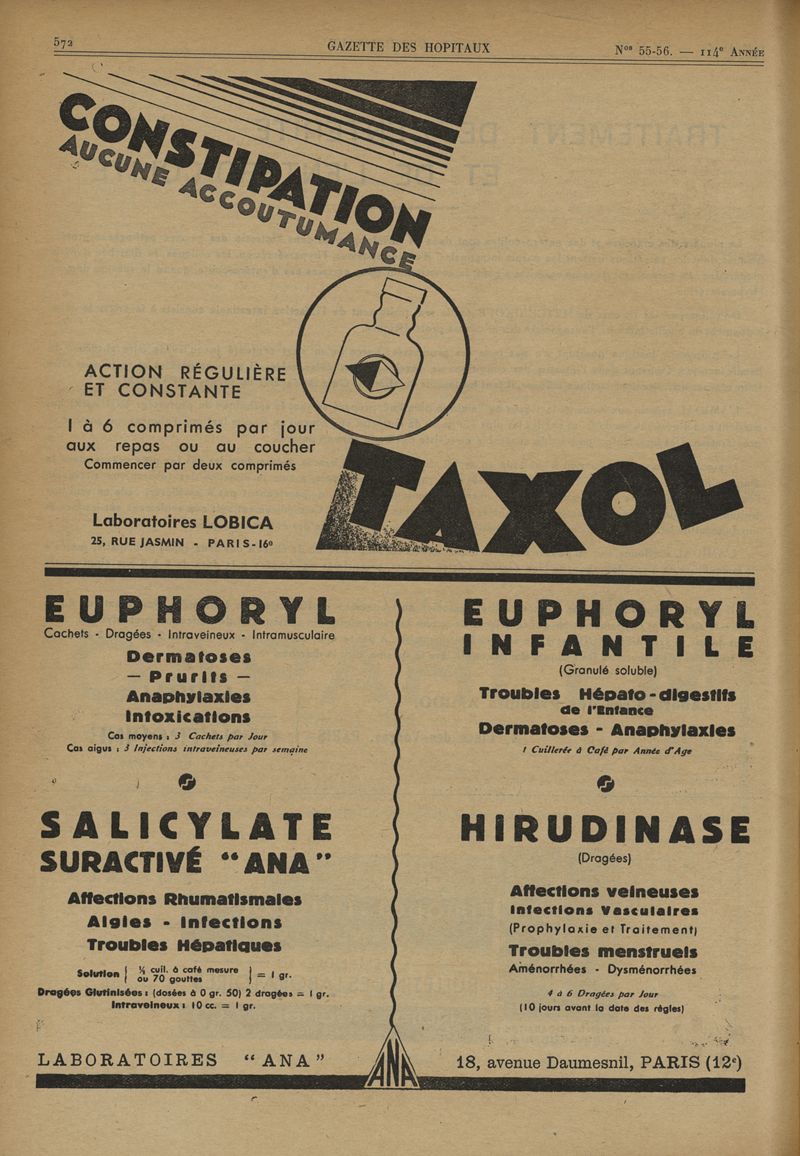 572
GAZETTE DES HOPITAUX
Nos 55-56. — 114e ANNÉE
CONSTIPATION
AUCUNE ACCOUTUMANCE
ACTION RÉGULIÈRE
ET CONSTANTE
1 à 6 comprimés par jour
aux repas ou au coucher
Commencer par deux comprimés
TAXOL
Laboratoires LOBICA
25, RUE JASMIN - PARIS-16e
EUPHORYL
Cachets - Dragées - Intraveineux - Intramusculaire
Dermatoses
— Prurits —
Anaphylaxies
Intoxications
Cas moyens : 3 Cachets par Jour
Cas aigus : 3 Injections intraveineuses par semaine
SALICYLATE
SURACTIVÉ “ANA”
Affections Rhumatismales
Algies - Infections
Troubles Hépatiques
Solution { ½ cuil. à café mesure } = 1 gr.
ou 70 gouttes
Dragées Glutinisées : (dosées à 0 gr. 50) 2 dragées = 1 gr.
Intraveineux : 10 cc. = 1 gr.
EUPHORYL
INFANTILE
(Granulé soluble)
Troubles Hépato-digestifs
de l'Enfance
Dermatoses - Anaphylaxies
1 Cuillerée à Café par Année d'Age
HIRUDINASE
(Dragées)
Affections veineuses
Infections Vasculaires
(Prophylaxie et Traitement)
Troubles menstruels
Aménorrhées - Dysménorrhées
4 à 6 Dragées par Jour
(10 jours avant la date des règles)
LABORATOIRES “ANA”
ANA
18, avenue Daumesnil, PARIS (12e)